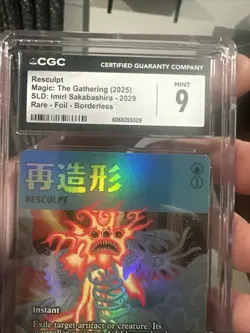 CGC
CERTIFIED GUARANTY COMPANY
Resculpt
Magic: The Gathering (2025)
SLD: Imiri Sakabashira - 2029
Rare - Foil - Borderless
6066055009
MINT
9
再造形
RESCULPT
Instant
Exile target artifact or creature. Its